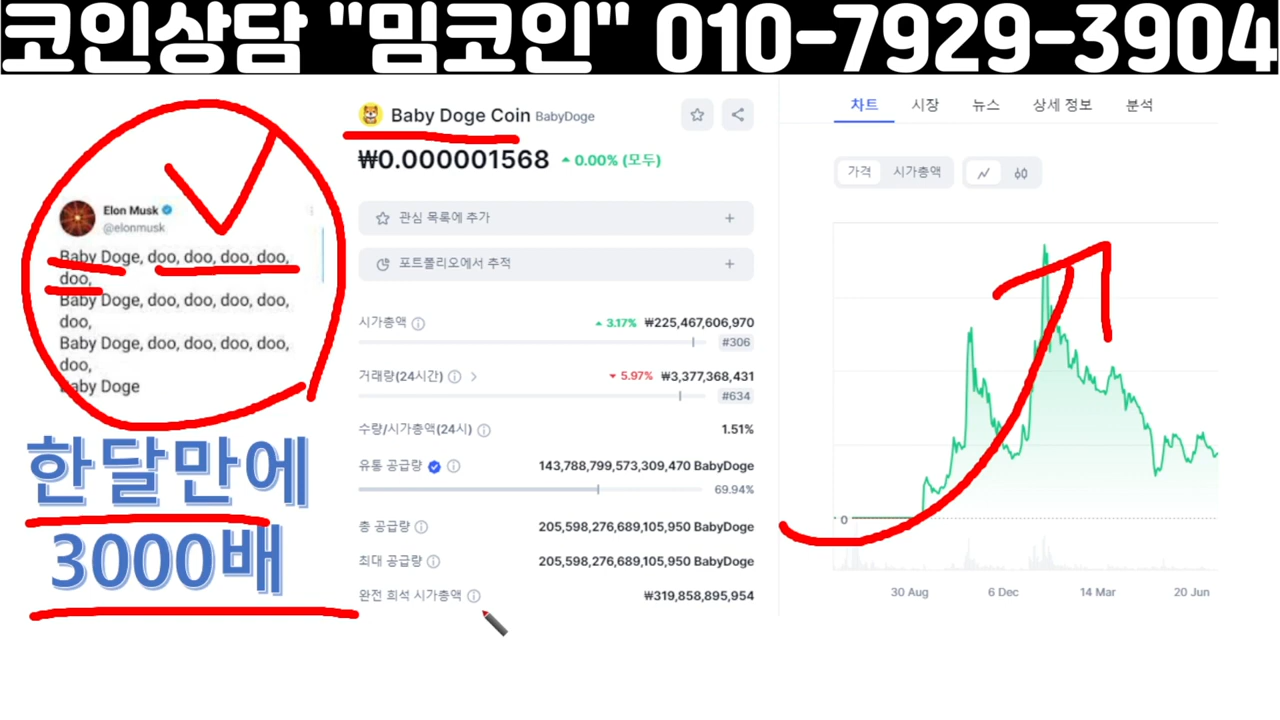 코인상담 "밈코인" 010-7929-3904
Elon Musk
@elonmusk
Baby Doge, doo, doo, doo, doo,
doo,
Baby Doge, doo, doo, doo, doo,
doo,
Baby Doge, doo, doo, doo, doo,
doo,
Baby Doge
한달만에
3000배
Baby Doge Coin BabyDoge
₩0.000001568 0.00% (모두)
관심 목록에 추가 +
포트폴리오에서 추적 +
시가총액 3.17% ₩225,467,606,970
#306
거래량(24시간) 5.97% ₩3,377,368,431
#634
수량/시가총액(24시) 1.51%
유통 공급량 143,788,799,573,309,470 BabyDoge
69.94%
총 공급량 205,598,276,689,105,950 BabyDoge
최대 공급량 205,598,276,689,105,950 BabyDoge
완전 희석 시가총액 ₩319,858,895,954
차트 시장 뉴스 상세 정보 분석
가격 시가총액
0
30 Aug 6 Dec 14 Mar 20 Jun